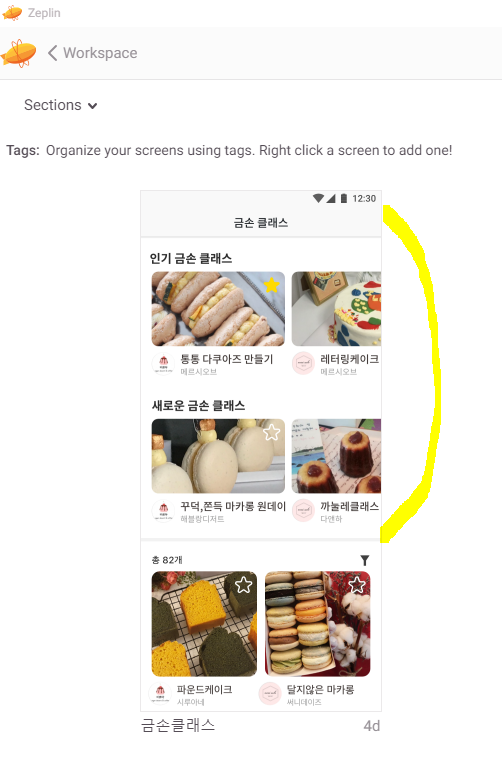 Zeplin
Workspace
Sections
Tags: Organize your screens using tags. Right click a screen to add one!
12:30
금손 클래스
인기 금손 클래스
통통 다쿠아즈 만들기
메르시오브
레터링케이크
메르시오브
새로운 금손 클래스
꾸덕,쫀득 마카롱 원데이
해블랑디저트
까눌레클래스
다앤하
총 82개
파운드케이크
시루아네
달지않은 마카롱
써니데이즈
금손클래스
4d